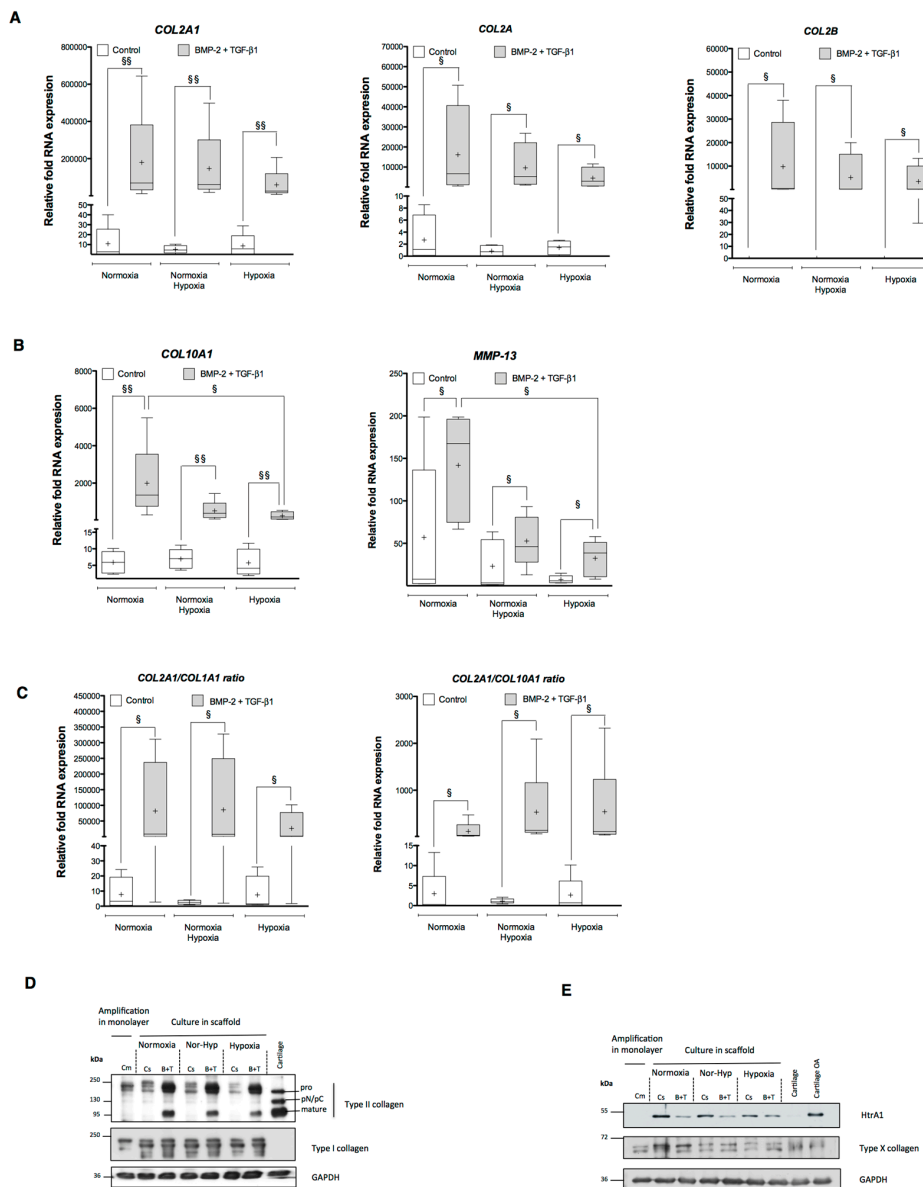 A
COL2A1
Control
BMP-2 + TGF-β1
Relative fold RNA expresion
800000
600000
400000
200000
50
40
30
20
10
0
§§
§§
§§
Normoxia
Normoxia
Hypoxia
Hypoxia
COL2A
Control
BMP-2 + TGF-β1
Relative fold RNA expresion
70000
60000
50000
40000
30000
20000
10000
8
6
4
2
0
§
§
§
Normoxia
Normoxia
Hypoxia
Hypoxia
COL2B
Control
BMP-2 + TGF-β1
Relative fold RNA expresion
60000
50000
40000
30000
20000
10000
50
40
30
20
10
0
§
§
§
Normoxia
Normoxia
Hypoxia
Hypoxia
B
COL10A1
Control
BMP-2 + TGF-β1
Relative fold RNA expresion
8000
6000
4000
2000
15
10
5
§§
§
§§
§§
Normoxia
Normoxia
Hypoxia
Hypoxia
MMP-13
Control
BMP-2 + TGF-β1
Relative fold RNA expresion
250
200
150
100
50
§
§
§
§
Normoxia
Normoxia
Hypoxia
Hypoxia
C
COL2A1/COL1A1 ratio
Control
BMP-2 + TGF-β1
Relative fold RNA expresion
450000
400000
350000
300000
250000
200000
150000
100000
50000
40
30
20
10
0
§
§
§
Normoxia
Normoxia
Hypoxia
Hypoxia
COL2A1/COL10A1 ratio
Control
BMP-2 + TGF-β1
Relative fold RNA expresion
3000
2000
1000
15
10
5
0
§
§
§
Normoxia
Normoxia
Hypoxia
Hypoxia
D
Amplification
in monolayer
Culture in scaffold
Normoxia
Nor-Hyp
Hypoxia
Cartilage
kDa
Cm
Cs
B+T
Cs
B+T
Cs
B+T
250
130
95
pro
pN/pC
mature
Type II collagen
250
Type I collagen
36
GAPDH
E
Amplification
in monolayer
Culture in scaffold
Normoxia
Nor-Hyp
Hypoxia
Cartilage
Cartilage OA
kDa
Cm
Cs
B+T
Cs
B+T
Cs
B+T
55
HtrA1
72
Type X collagen
36
GAPDH